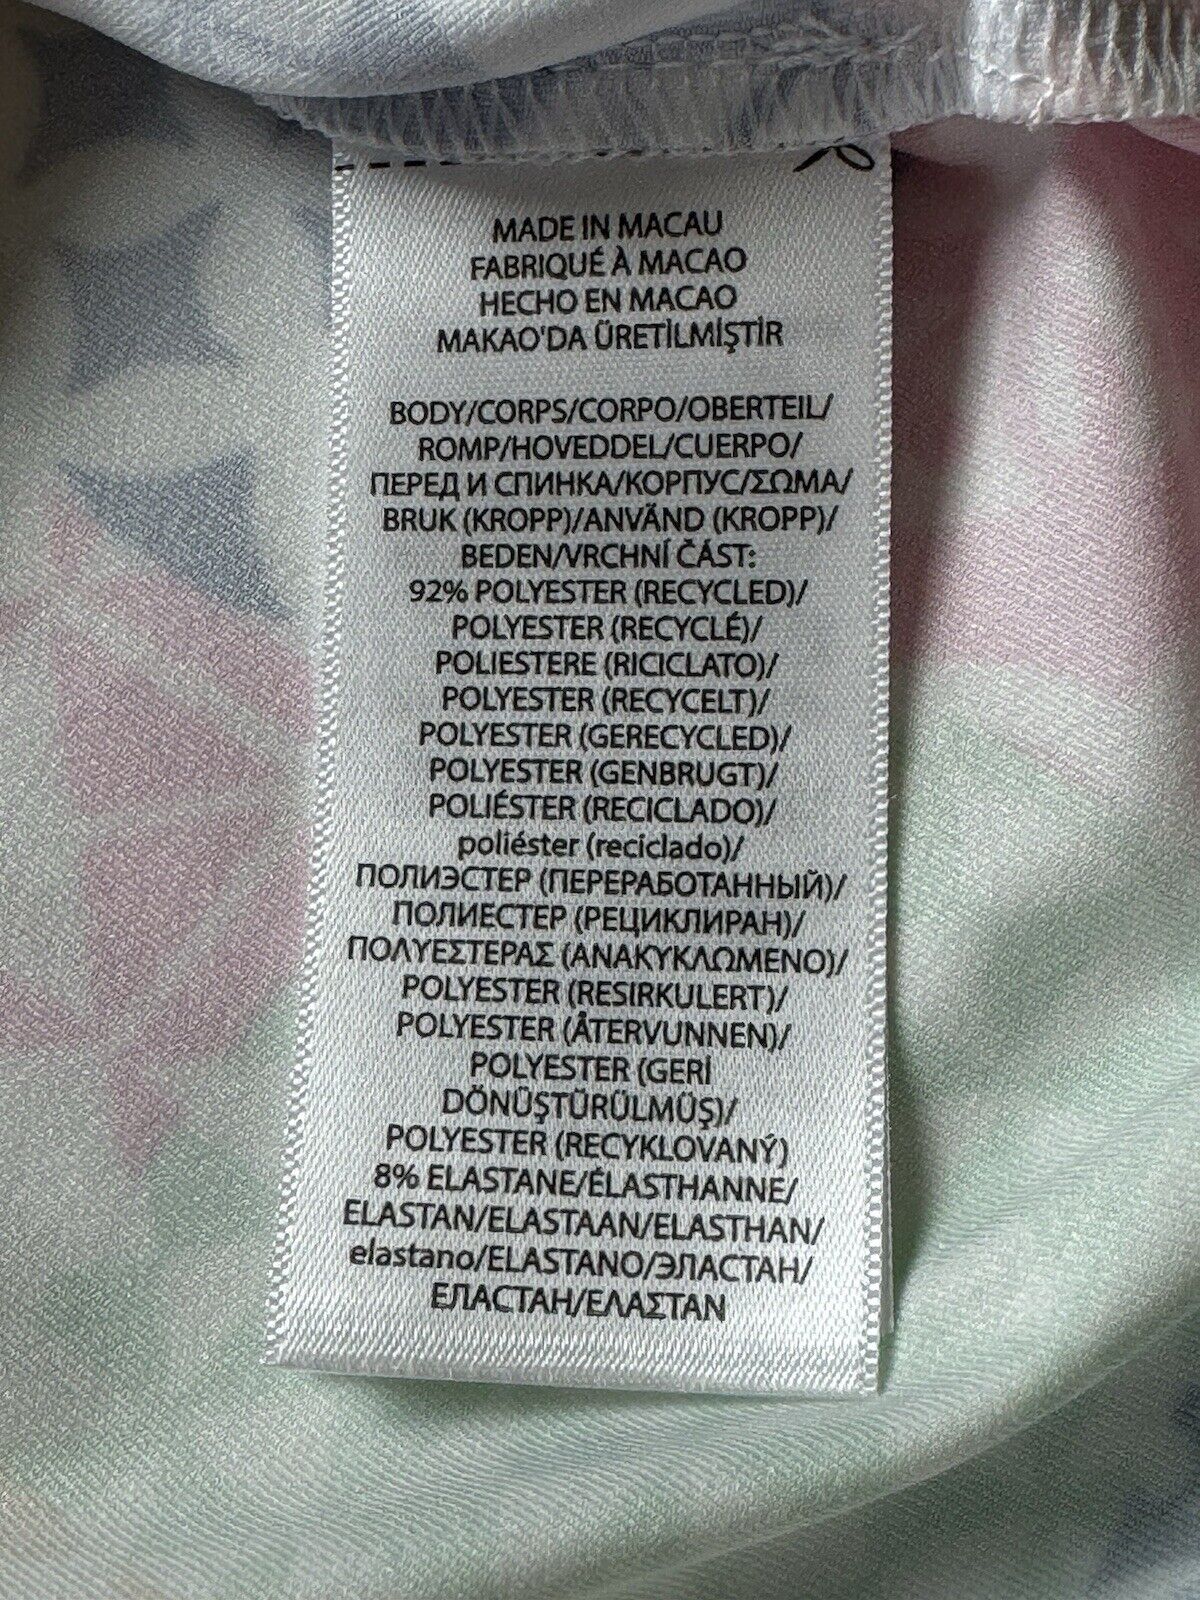 MADE IN MACAU
FABRIQUÉ À MACAO
HECHO EN MACAO
MAKAO'DA ÜRETİLMİŞTİR
BODY/CORPS/CORPO/OBERTEIL/
ROMP/HOVEDDEL/CUERPO/
ПЕРЕД И СПИНКА/КОРПУС/ΣΩΜΑ/
BRUK (KROPP)/ANVÄND (KROPP)/
BEDEN/VRCHNÍ ČÁST:
92% POLYESTER (RECYCLED)/
POLYESTER (RECYCLÉ)/
POLIESTERE (RICICLATO)/
POLYESTER (RECYCELT)/
POLYESTER (GERECYCLED)/
POLYESTER (GENBRUGT)/
POLIÉSTER (RECICLADO)/
poliéster (reciclado)/
ПОЛИЭСТЕР (ПЕРЕРАБОТАННЫЙ)/
ПОЛИЕСТЕР (РЕЦИКЛИРАН)/
ΠΟΛΥΕΣΤΕΡΑΣ (ΑΝΑΚΥΚΛΩΜΕΝΟ)/
POLYESTER (RESIRKULERT)/
POLYESTER (ÅTERVUNNEN)/
POLYESTER (GERİ
DÖNÜŞTÜRÜLMÜŞ)/
POLYESTER (RECYKLOVANÝ)
8% ELASTANE/ÉLASTHANNE/
ELASTAN/ELASTAAN/ELASTHAN/
elastano/ELASTANO/ЭЛАСТАН/
ЕЛАСТАН/ΕΛΑΣΤΑΝ